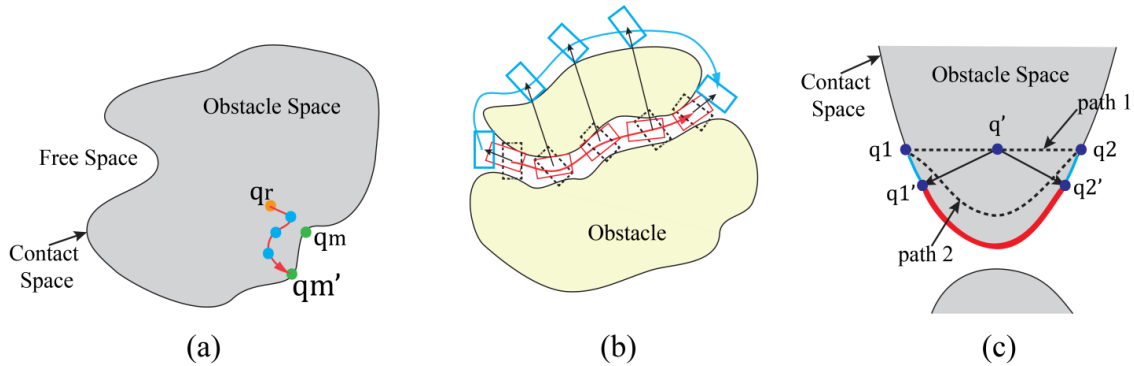 Obstacle Space
Free Space
qr
qm
Contact
Space
qm’
(a)
Obstacle
(b)
Contact
Space
Obstacle Space
path 1
q’
q1
q2
q1’
q2’
path 2
(c)